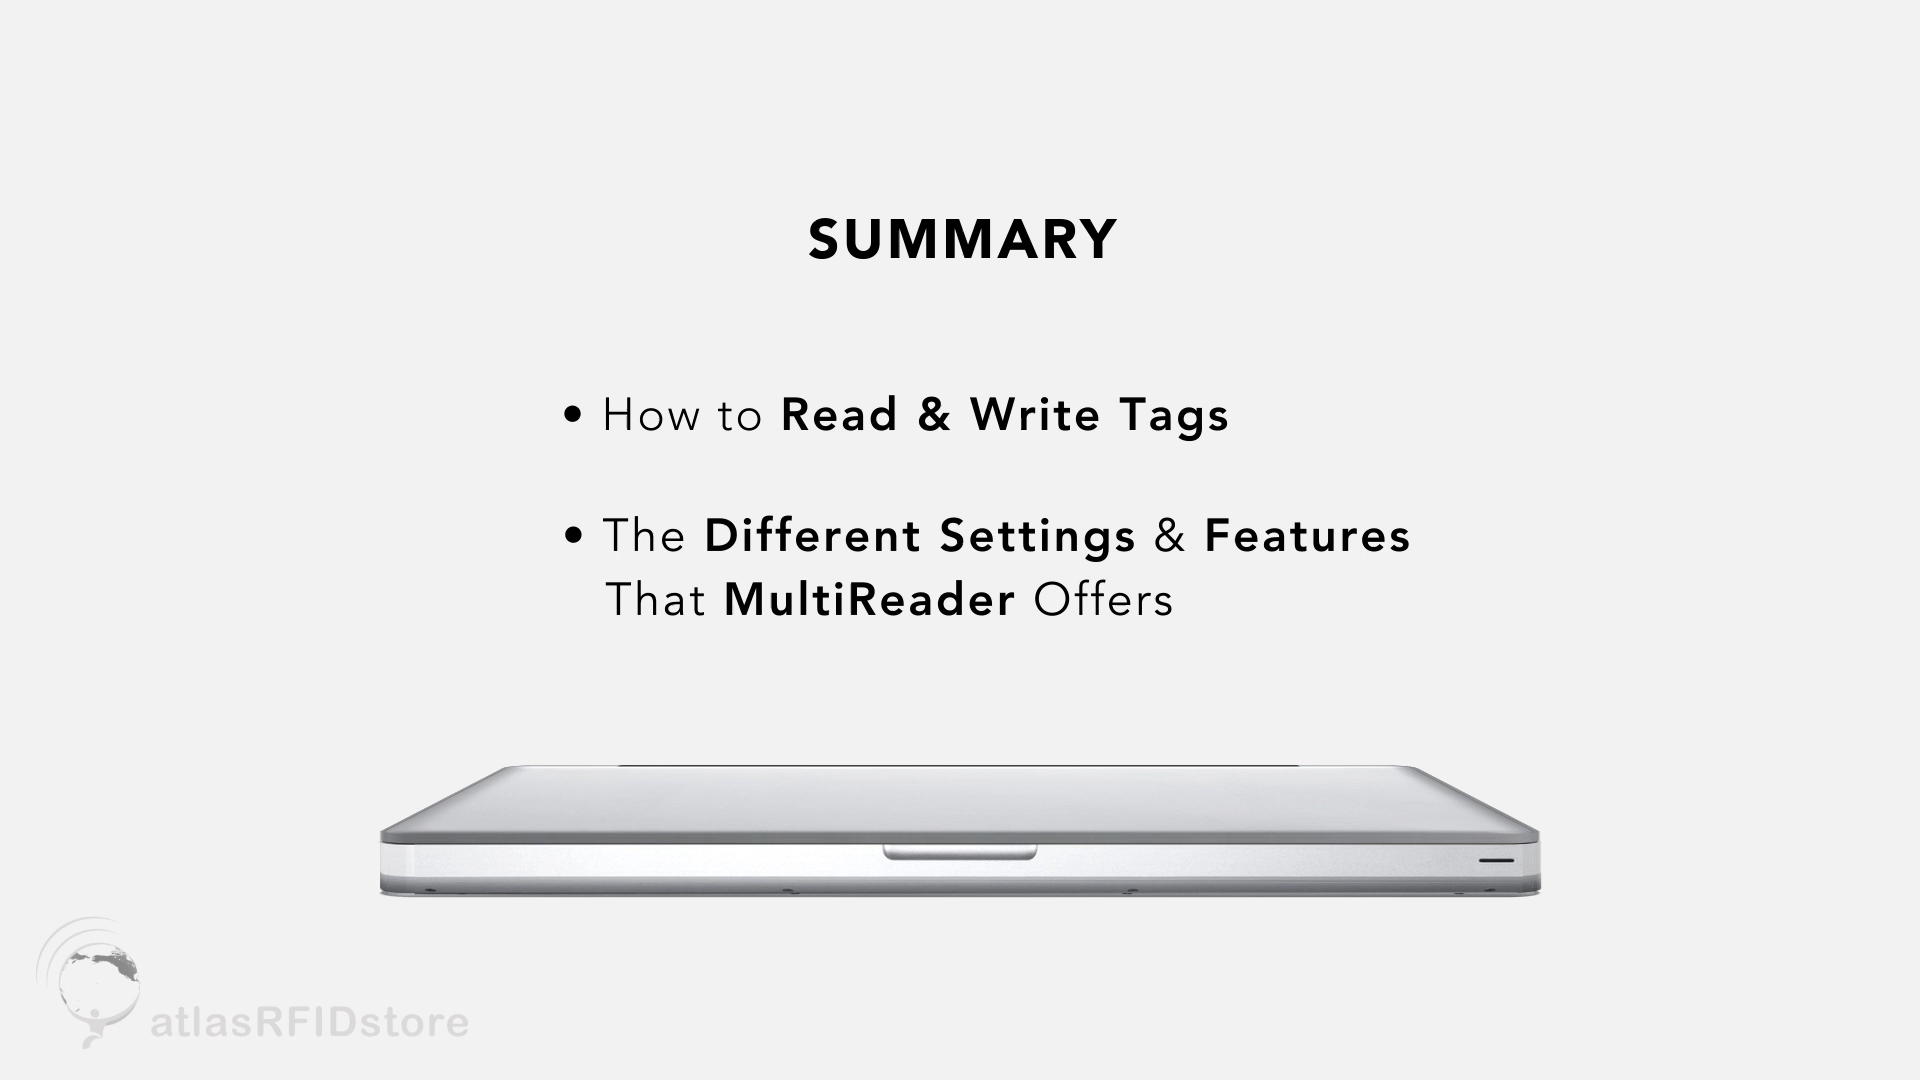 SUMMARY
• How to Read & Write Tags
• The Different Settings & Features
That MultiReader Offers
atlasRFIDstore